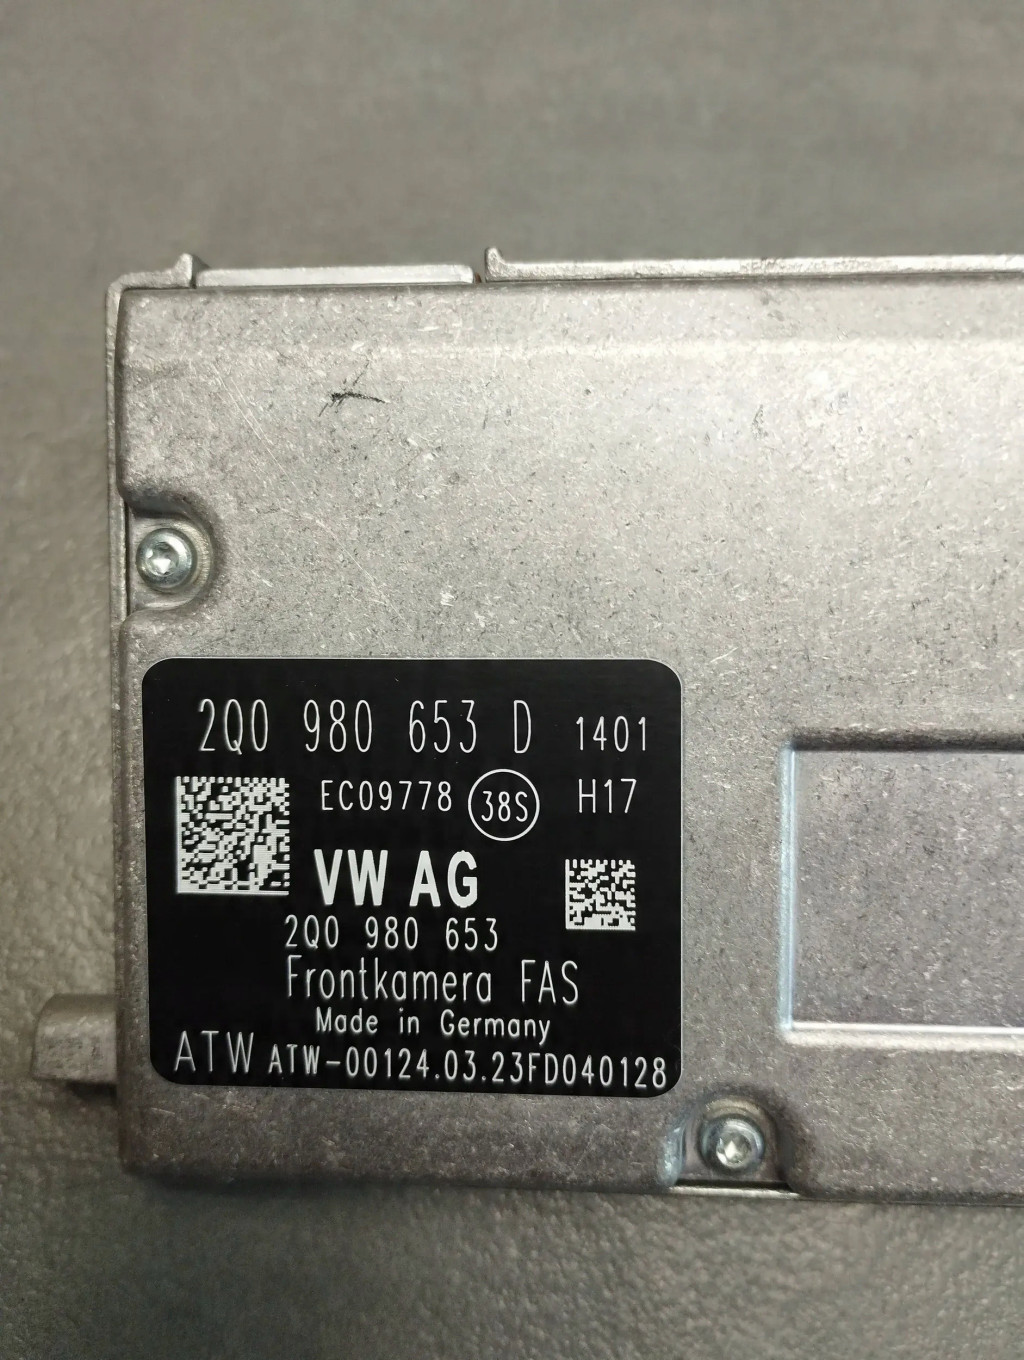 2Q0 980 653 D 1401
EC09778 38S H17
VW AG
2Q0 980 653
Frontkamera FAS
Made in Germany
ATW ATW-00124.03.23FD040128